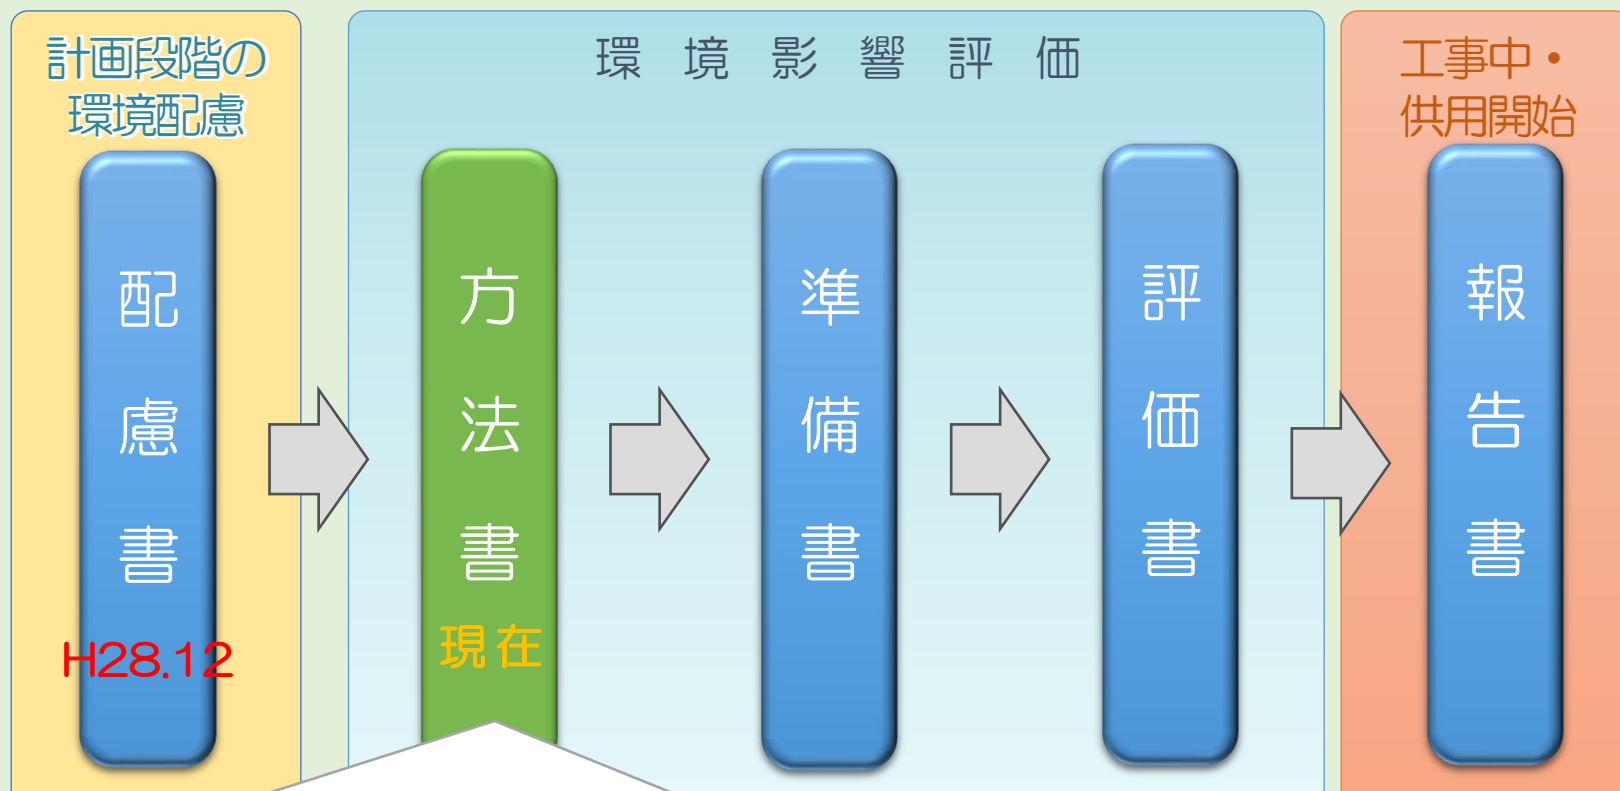 計画段階の
環境配慮
配慮書
H28.12
環境影響評価
方法書
現在
準備書
評価書
工事中・
供用開始
報告書